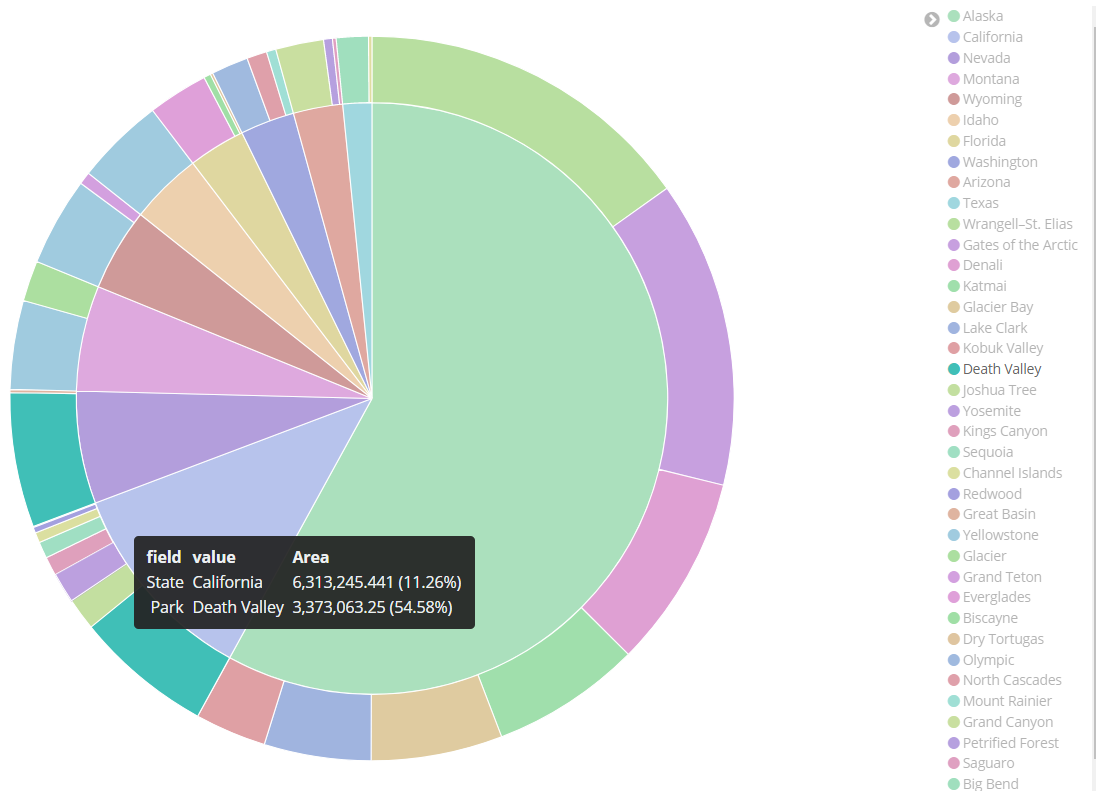 Alaska
California
Nevada
Montana
Wyoming
Idaho
Florida
Washington
Arizona
Texas
Wrangell–St. Elias
Gates of the Arctic
Denali
Katmai
Glacier Bay
Lake Clark
Kobuk Valley
Death Valley
Joshua Tree
Yosemite
Kings Canyon
Sequoia
Channel Islands
Redwood
Great Basin
Yellowstone
Glacier
Grand Teton
Everglades
Biscayne
Dry Tortugas
Olympic
North Cascades
Mount Rainier
Grand Canyon
Petrified Forest
Saguaro
Big Bend
field value Area
State California 6,313,245.441 (11.26%)
Park Death Valley 3,373,063.25 (54.58%)